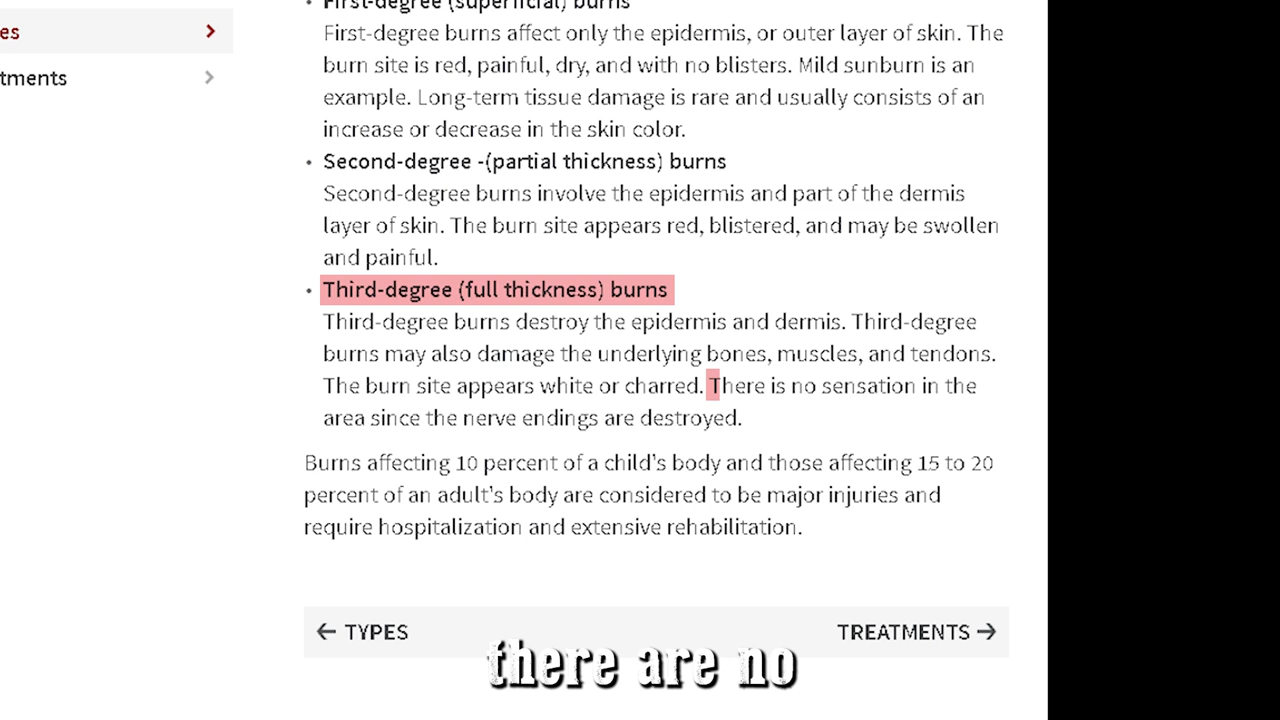 First-degree (superficial) burns
es
First-degree burns affect only the epidermis, or outer layer of skin. The
burn site is red, painful, dry, and with no blisters. Mild sunburn is an
tments
example. Long-term tissue damage is rare and usually consists of an
increase or decrease in the skin color.
Second-degree -(partial thickness) burns
Second-degree burns involve the epidermis and part of the dermis
layer of skin. The burn site appears red, blistered, and may be swollen
and painful.
Third-degree (full thickness) burns
Third-degree burns destroy the epidermis and dermis. Third-degree
burns may also damage the underlying bones, muscles, and tendons.
The burn site appears white or charred. There is no sensation in the
area since the nerve endings are destroyed.
Burns affecting 10 percent of a child's body and those affecting 15 to 20
percent of an adult's body are considered to be major injuries and
require hospitalization and extensive rehabilitation.
← TYPES
TREATMENTS →
there are no